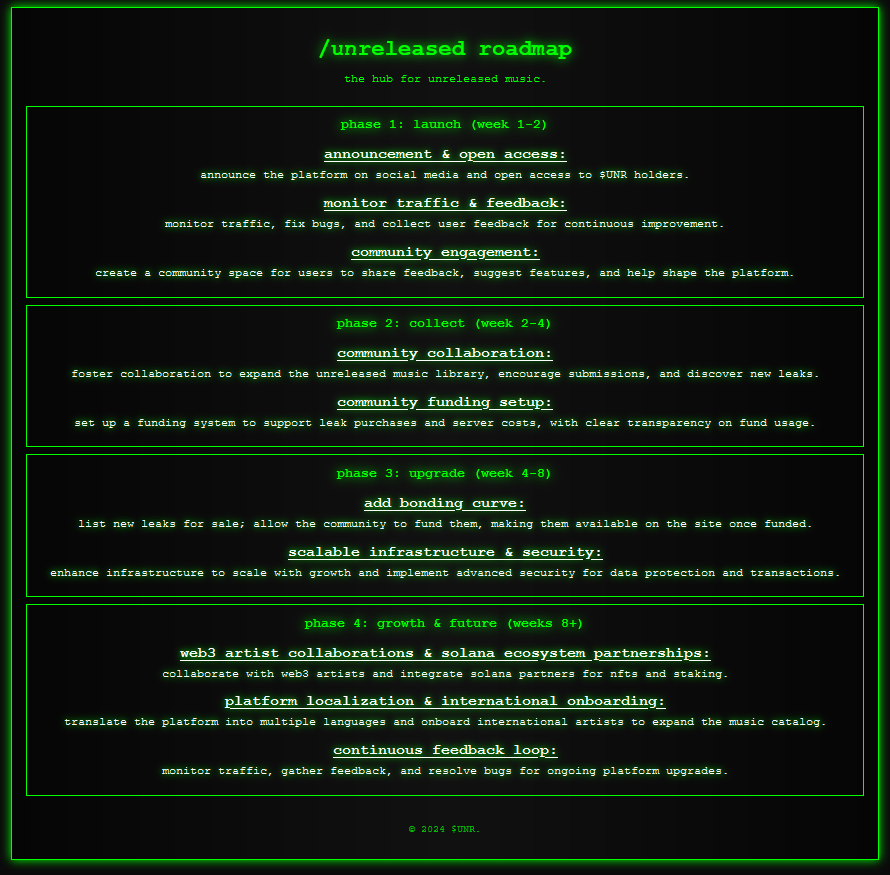 /unreleased roadmap
the hub for unreleased music.
phase 1: launch (week 1-2)
announcement & open access:
announce the platform on social media and open access to $UNR holders.
monitor traffic & feedback:
monitor traffic, fix bugs, and collect user feedback for continuous improvement.
community engagement:
create a community space for users to share feedback, suggest features, and help shape the platform.
phase 2: collect (week 2-4)
community collaboration:
foster collaboration to expand the unreleased music library, encourage submissions, and discover new leaks.
community funding setup:
set up a funding system to support leak purchases and server costs, with clear transparency on fund usage.
phase 3: upgrade (week 4-8)
add bonding curve:
list new leaks for sale; allow the community to fund them, making them available on the site once funded.
scalable infrastructure & security:
enhance infrastructure to scale with growth and implement advanced security for data protection and transactions.
phase 4: growth & future (weeks 8+)
web3 artist collaborations & solana ecosystem partnerships:
collaborate with web3 artists and integrate solana partners for nfts and staking.
platform localization & international onboarding:
translate the platform into multiple languages and onboard international artists to expand the music catalog.
continuous feedback loop:
monitor traffic, gather feedback, and resolve bugs for ongoing platform upgrades.
© 2024 $UNR.